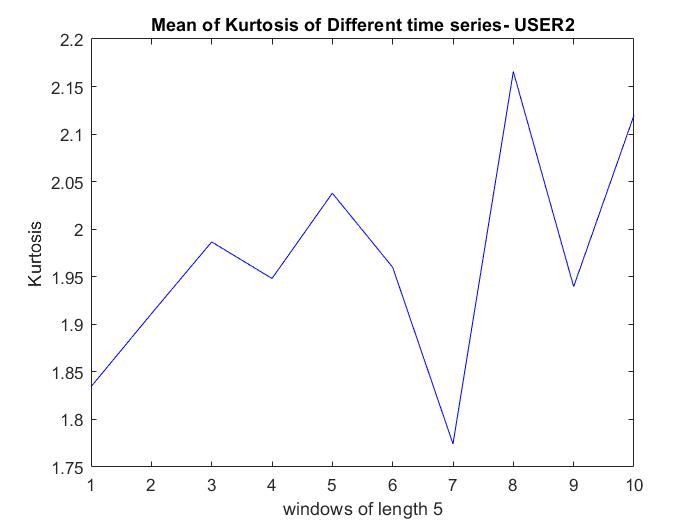 Mean of Kurtosis of Different time series- USER2
2.2
2.15
2.1
2.05
2
1.95
1.9
1.85
1.8
1.75
Kurtosis
1 2 3 4 5 6 7 8 9 10
windows of length 5